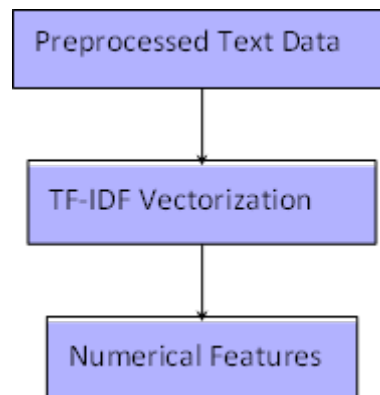 Preprocessed Text Data
TF-IDF Vectorization
Numerical Features